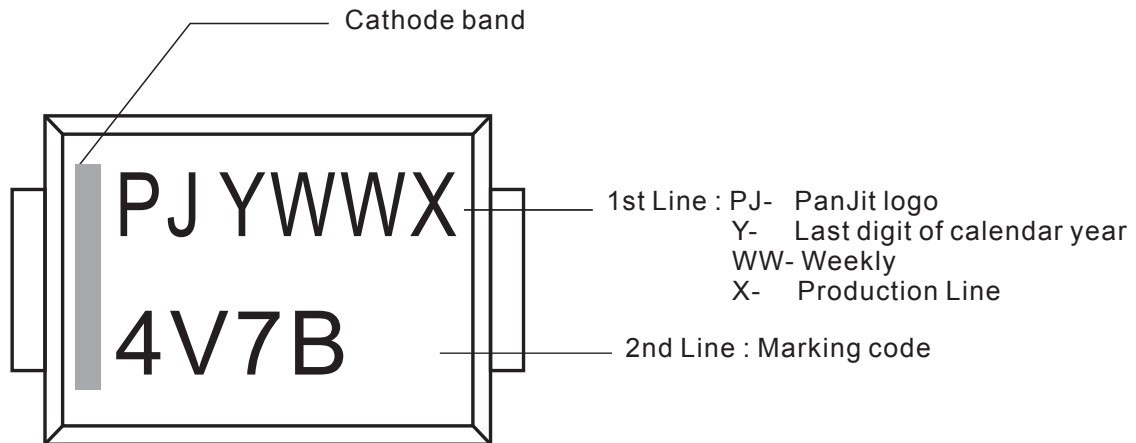 Cathode band
PJ YWWX
1st Line : PJ- PanJit logo
Y- Last digit of calendar year
WW- Weekly
X- Production Line
4V7B
2nd Line : Marking code